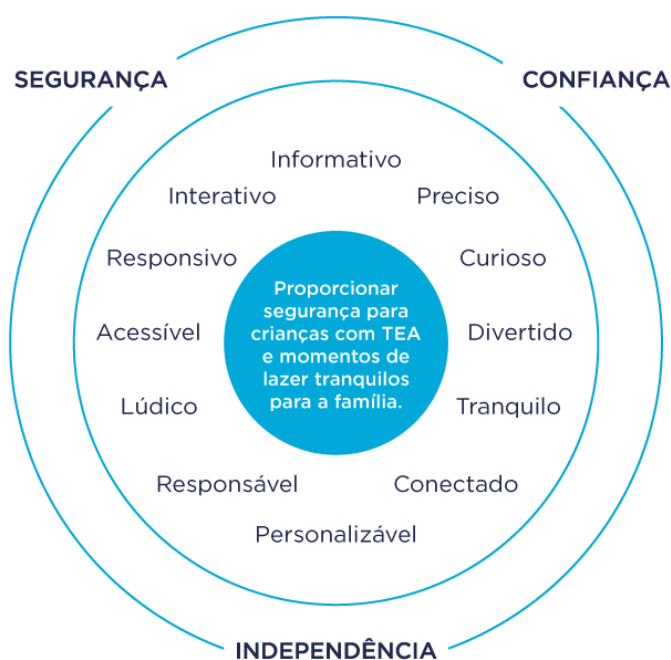 SEGURANÇA
CONFIANÇA
Informativo
Interativo
Preciso
Responsivo
Curioso
Acessível
Divertido
Lúdico
Tranquilo
Responsável
Conectado
Personalizável
Proporcionar
segurança para
crianças com TEA
e momentos de
lazer tranquilos
para a família.
INDEPENDÊNCIA